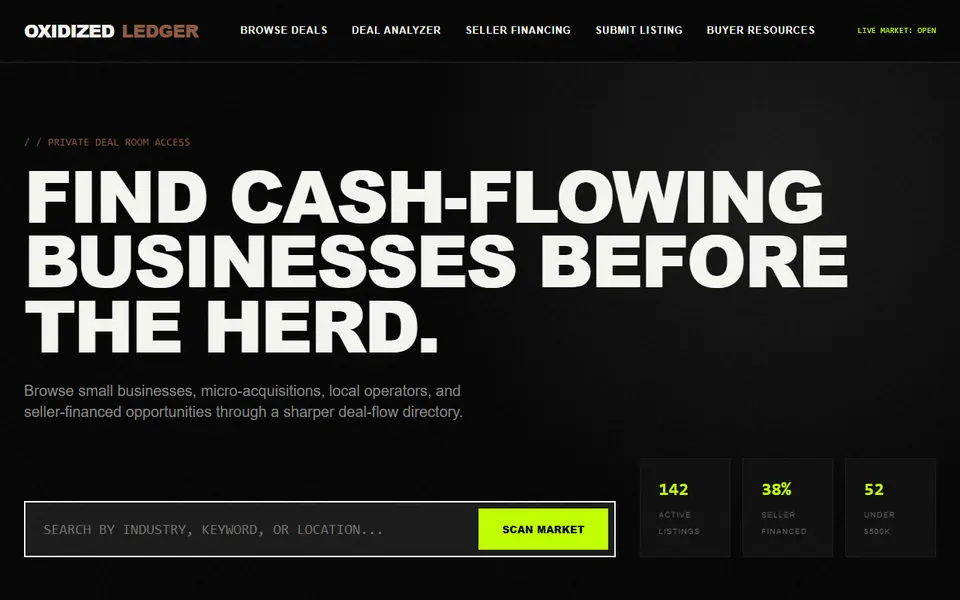 OXIDIZED LEDGER
BROWSE DEALS
DEAL ANALYZER
SELLER FINANCING
SUBMIT LISTING
BUYER RESOURCES
LIVE MARKET: OPEN
/ / PRIVATE DEAL ROOM ACCESS
FIND CASH-FLOWING
BUSINESSES BEFORE
THE HERD.
Browse small businesses, micro-acquisitions, local operators, and
seller-financed opportunities through a sharper deal-flow directory.
SEARCH BY INDUSTRY, KEYWORD, OR LOCATION...
SCAN MARKET
142
ACTIVE
LISTINGS
38%
SELLER
FINANCED
52
UNDER
$500K